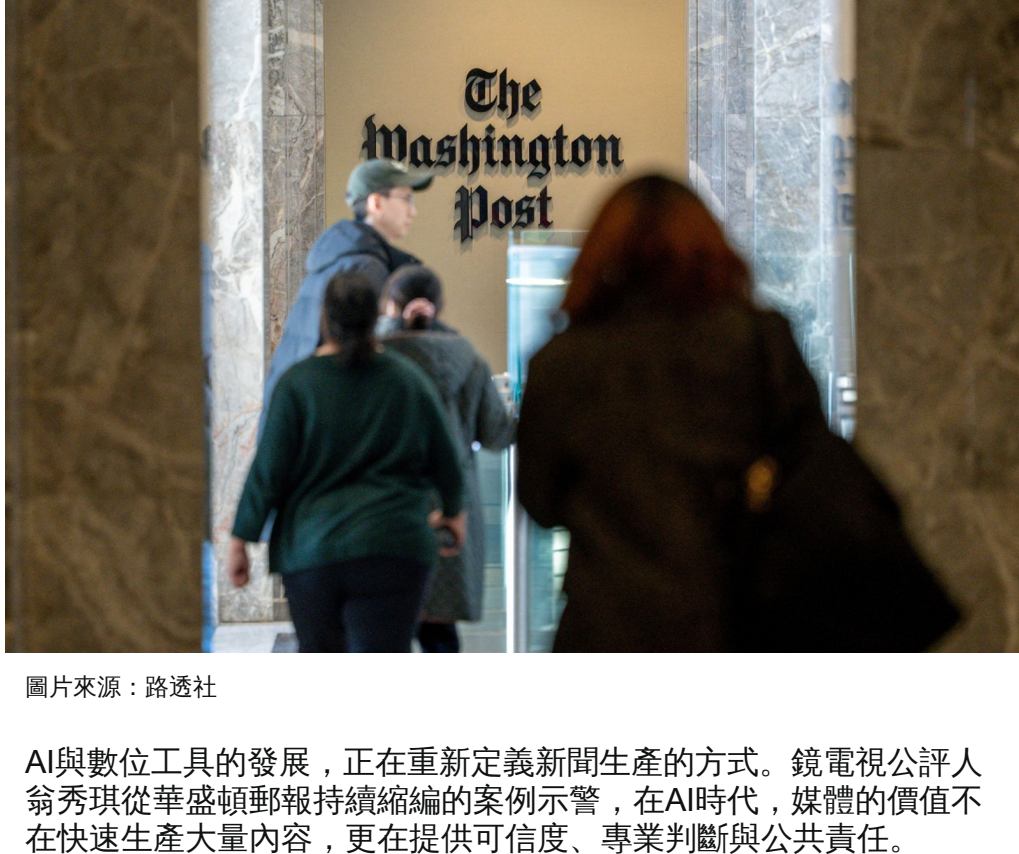 The
Washington
Post
圖片來源：路透社
AI與數位工具的發展，正在重新定義新聞生產的方式。鏡電視公評人
翁秀琪從華盛頓郵報持續縮編的案例示警，在AI時代，媒體的價值不
在快速生產大量內容，更在提供可信度、專業判斷與公共責任。